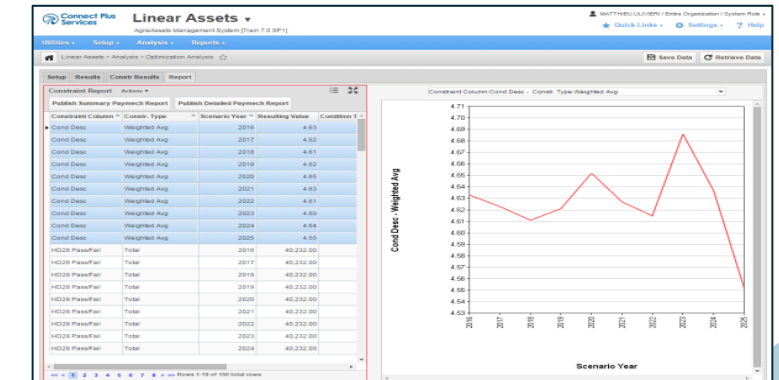 Connect Plus Services
Linear Assets
AgileAssets Management System [Train 7.0 SP1]
MATTHIEU.ULIVIERI / Entire Organization / System Role
Quick Links Settings ? Help
Utilities Setup Analysis Reports
Linear Assets > Analysis > Optimization Analysis
Save Data Retrieve Data
Setup Results Constr Results Report
Constraint Report Actions
Publish Summary Paymech Report Publish Detailed Paymech Report
Constraint Column Constr. Type Scenario Year Resulting Value Condition T
Cond Desc Weighted Avg 2016 4.63
Cond Desc Weighted Avg 2017 4.62
Cond Desc Weighted Avg 2018 4.61
Cond Desc Weighted Avg 2019 4.62
Cond Desc Weighted Avg 2020 4.65
Cond Desc Weighted Avg 2021 4.63
Cond Desc Weighted Avg 2022 4.61
Cond Desc Weighted Avg 2023 4.69
Cond Desc Weighted Avg 2024 4.64
Cond Desc Weighted Avg 2025 4.55
HD28 Pass/Fail Total 2016 40,232.00
HD28 Pass/Fail Total 2017 40,232.00
HD28 Pass/Fail Total 2018 40,232.00
HD28 Pass/Fail Total 2019 40,232.00
HD28 Pass/Fail Total 2020 40,232.00
HD28 Pass/Fail Total 2021 40,232.00
HD28 Pass/Fail Total 2022 40,232.00
HD28 Pass/Fail Total 2023 40,232.00
HD28 Pass/Fail Total 2024 40,232.00
<< < 1 2 3 4 5 6 7 8 > >> Rows 1-19 of 150 total rows
Constraint Column:Cond Desc - Constr. Type:Weighted Avg
Cond Desc - Weighted Avg
4.71
4.70
4.69
4.68
4.67
4.66
4.65
4.64
4.63
4.62
4.61
4.60
4.59
4.58
4.57
4.56
4.55
4.54
4.53
2016 2017 2018 2019 2020 2021 2022 2023 2024 2025
Scenario Year